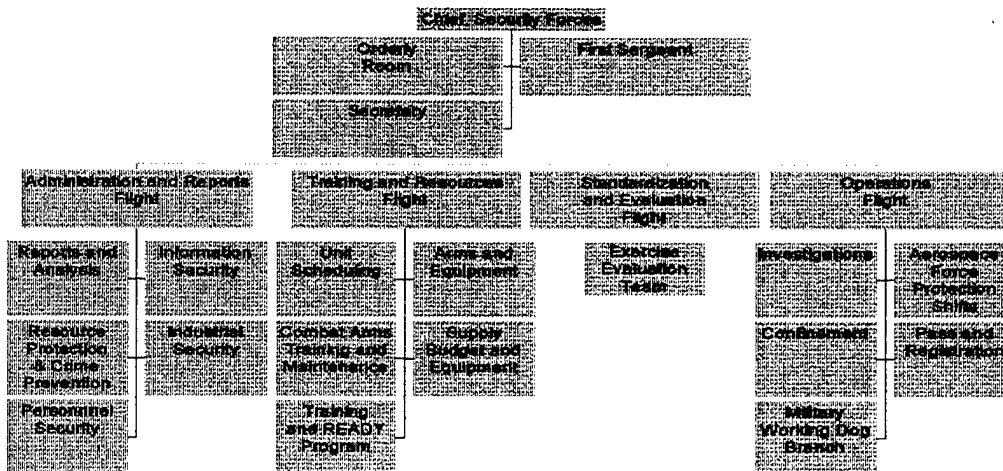 Chief, Security Forces
Orderly
Room
First Sergeant
Secretary
Administration and Reports
Flight
Training and Resources
Flight
Standardization
and Evaluation
Flight
Operations
Flight
Reports and
Analysis
Information
Security
Resource
Protection
& Crime
Prevention
Industrial
Security
Personnel
Security
Unit
Scheduling
Arms and
Equipment
Combat Arms
Training and
Maintenance
Supply
Budget and
Equipment
Training
and READY
Program
Exercise
Evaluation
Team
Investigations
Aerospace
Force
Protection
Shifts
Confinement
Pass and
Registration
Military
Working Dog
Branch